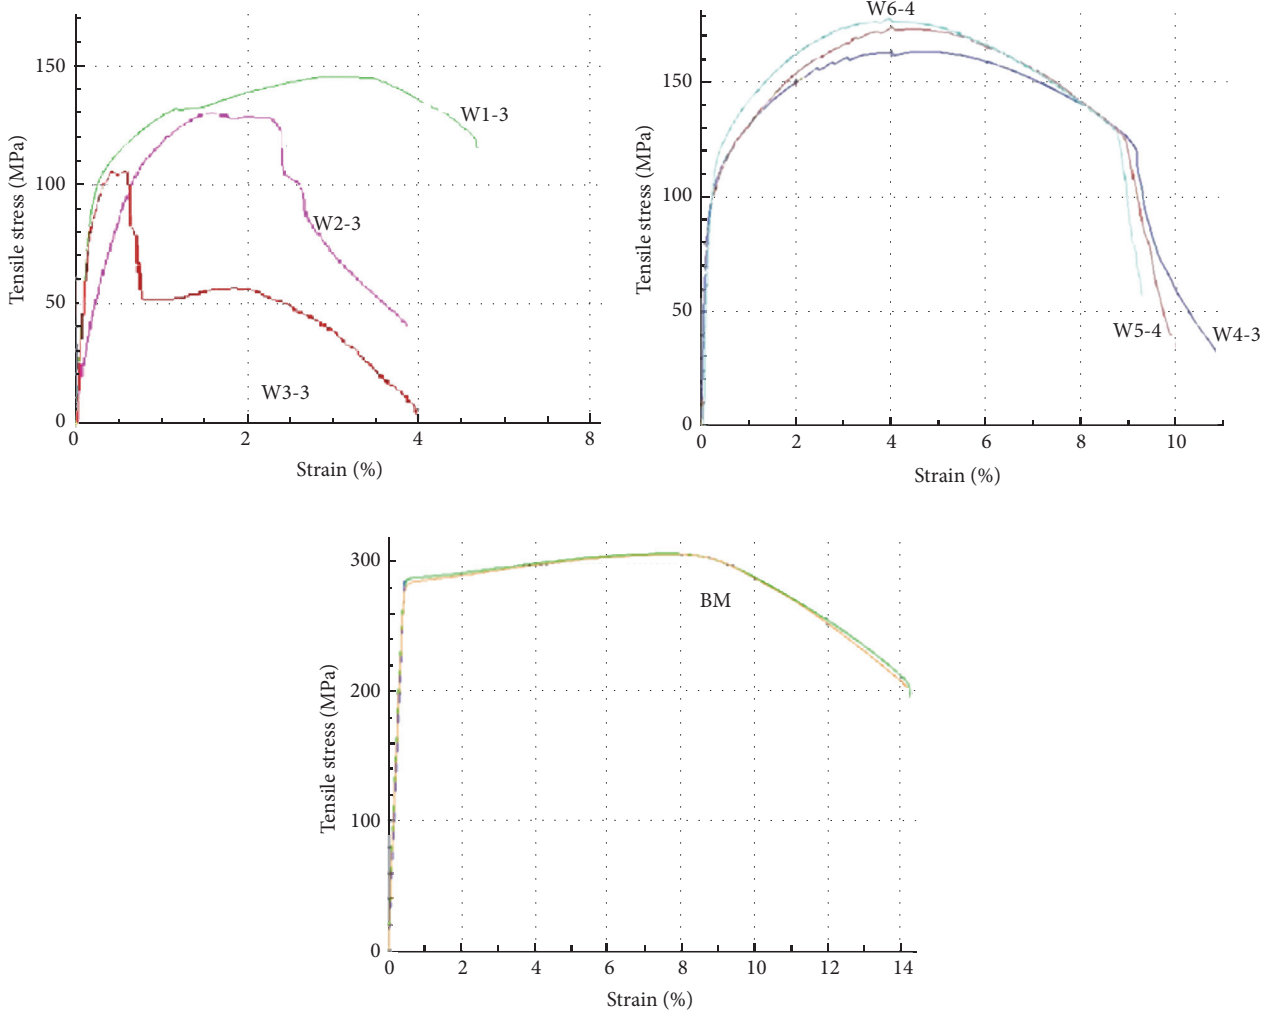 150
100
50
0
Tensile stress (MPa)
W1-3
W2-3
W3-3
0 2 4 8
Strain (%)
W6-4
150
100
50
0
Tensile stress (MPa)
W5-4 W4-3
0 2 4 6 8 10
Strain (%)
300
200
100
0
Tensile stress (MPa)
BM
0 2 4 6 8 10 12 14
Strain (%)